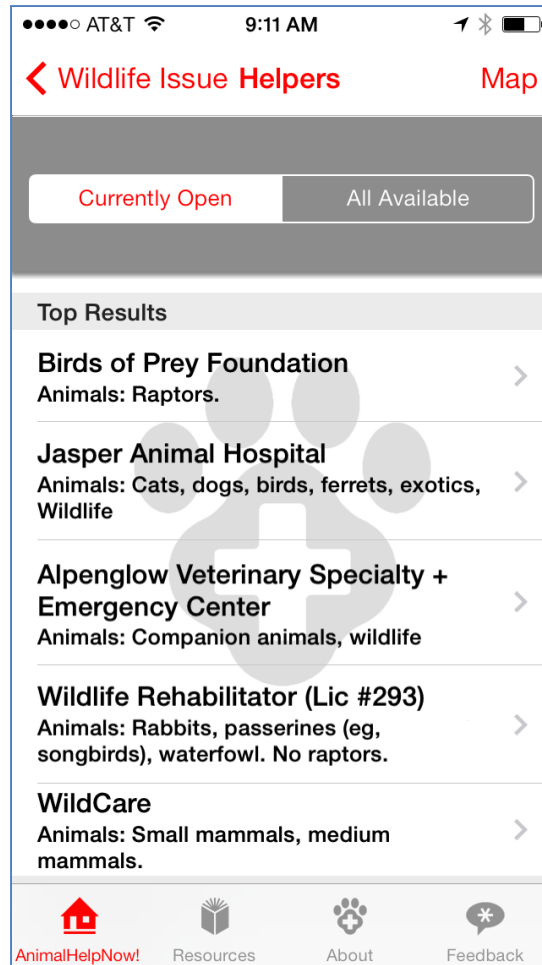 AT&T 9:11 AM
Wildlife Issue Helpers Map
Currently Open All Available
Top Results
Birds of Prey Foundation
Animals: Raptors.
Jasper Animal Hospital
Animals: Cats, dogs, birds, ferrets, exotics,
Wildlife
Alpenglow Veterinary Specialty +
Emergency Center
Animals: Companion animals, wildlife
Wildlife Rehabilitator (Lic #293)
Animals: Rabbits, passerines (eg,
songbirds), waterfowl. No raptors.
WildCare
Animals: Small mammals, medium
mammals.
AnimalHelpNow! Resources About Feedback